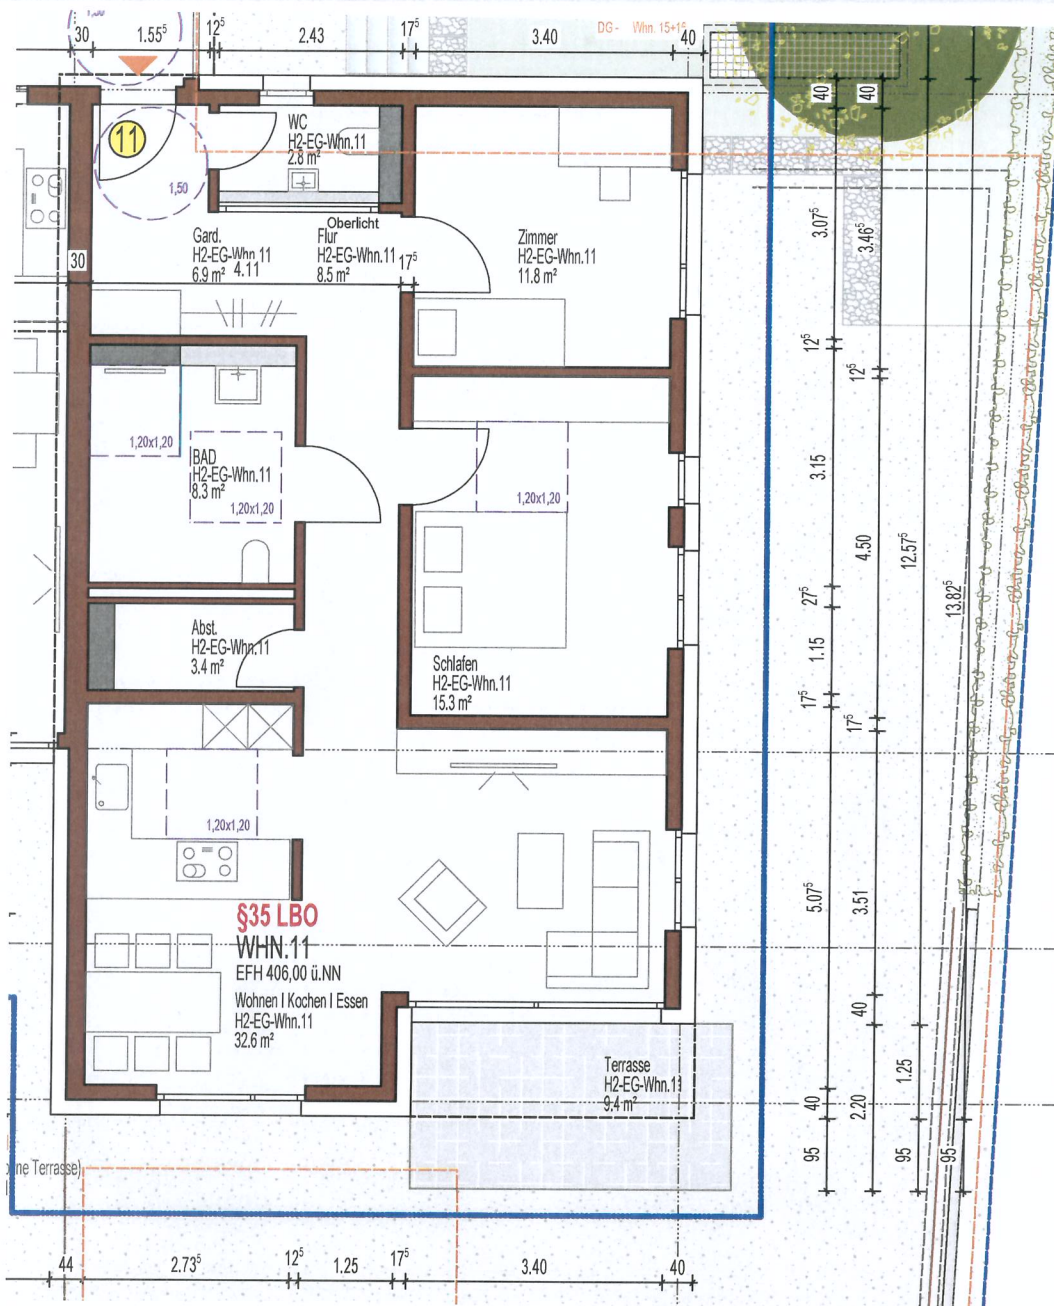 1,50
30
1.55⁵
12⁵
2.43
17⁵
3.40
DG - Whn. 15+16
40
11
1,50
WC
H2-EG-Whn.11
2.8 m²
40
40
Oberlicht
Gard.
H2-EG-Whn.11
6.9 m²
4.11
Flur
H2-EG-Whn.11
8.5 m²
17⁵
30
Zimmer
H2-EG-Whn.11
11.8 m²
3.07⁵
3.46⁵
12⁵
12⁵
1,20x1,20
BAD
H2-EG-Whn.11
8.3 m²
1,20x1,20
1,20x1,20
3.15
4.50
12.57⁵
13.82⁵
27⁵
1.15
17⁵
17⁵
Abst.
H2-EG-Whn.11
3.4 m²
Schlafen
H2-EG-Whn.11
15.3 m²
1,20x1,20
5.07⁵
3.51
§35 LBO
WHN.11
EFH 406,00 ü.NN
Wohnen I Kochen I Essen
H2-EG-Whn.11
32.6 m²
40
1.25
40
2.20
95
95
95
Terrasse
H2-EG-Whn.11
9.4 m²
Terrasse)
44
2.73⁵
12⁵
1.25
17⁵
3.40
40